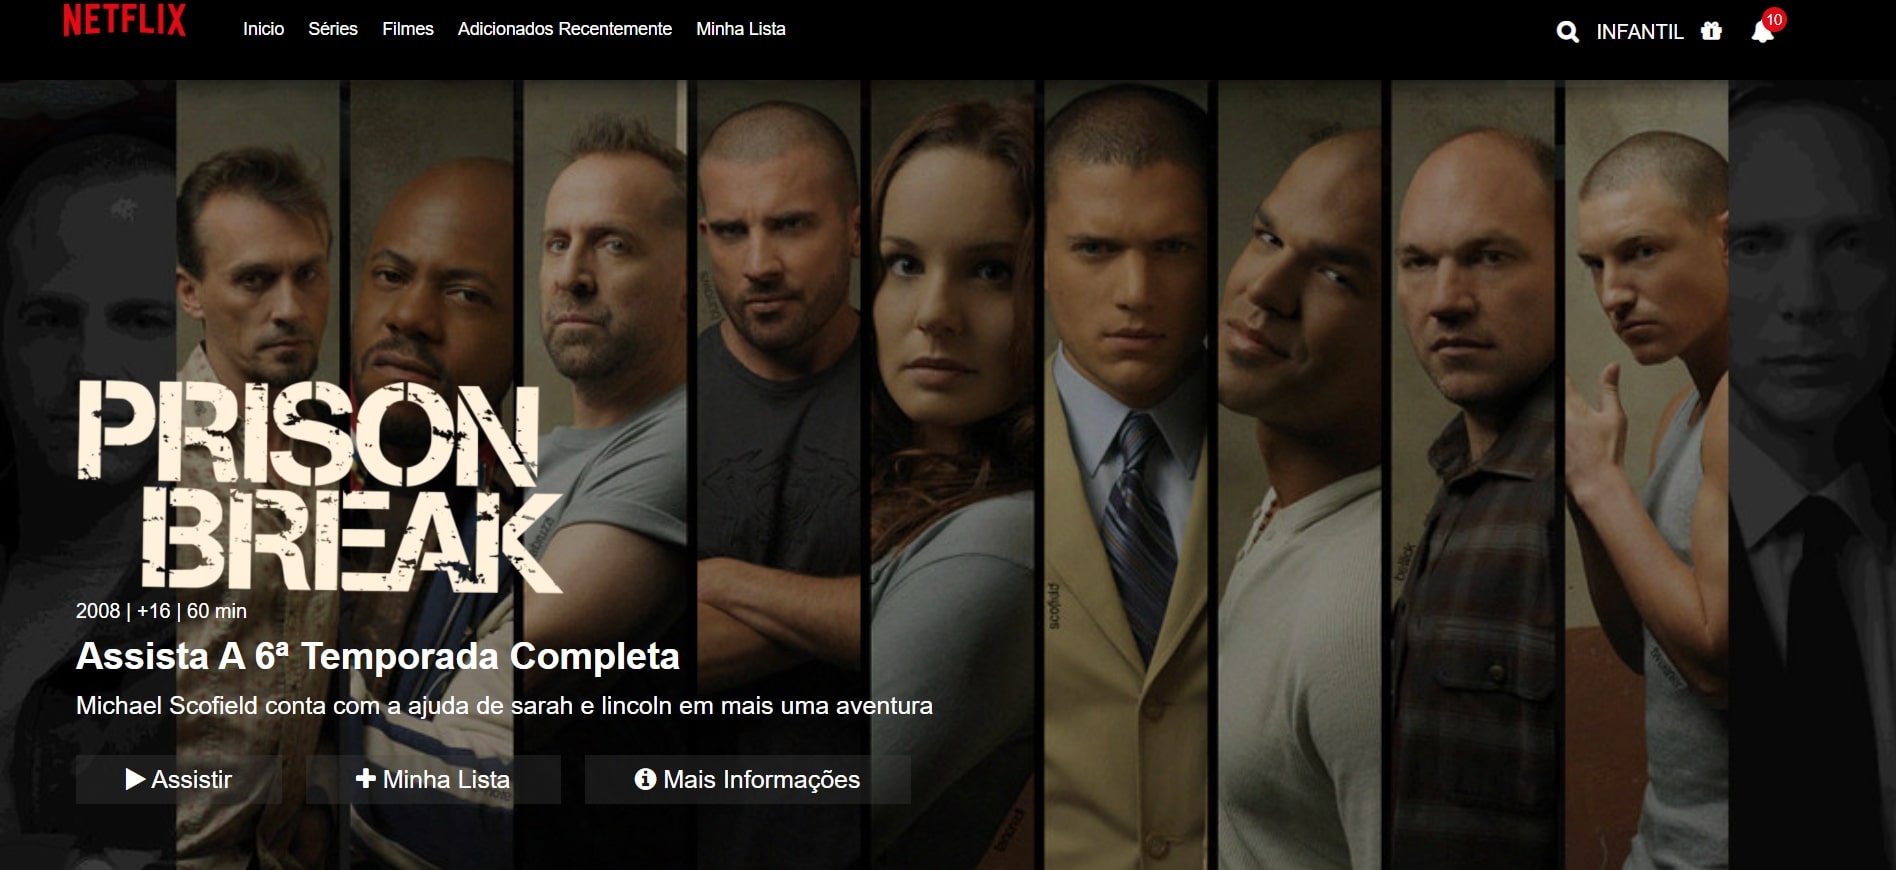 NETFLIX
Inicio Séries Filmes Adicionados Recentemente Minha Lista
INFANTIL
10
PRISON
BREAK
2008 | +16 | 60 min
Assista A 6ª Temporada Completa
Michael Scofield conta com a ajuda de sarah e lincoln em mais uma aventura
Assistir
Minha Lista
Mais Informações